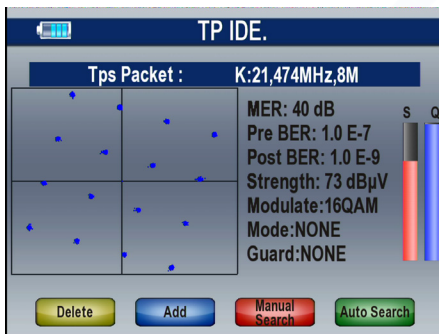 TP IDE.
Tps Packet : K:21,474MHz,8M
MER: 40 dB
S Q
Pre BER: 1.0 E-7
Post BER: 1.0 E-9
Strength: 73 dBμV
Modulate:16QAM
Mode:NONE
Guard:NONE
Delete Add Manual Search Auto Search